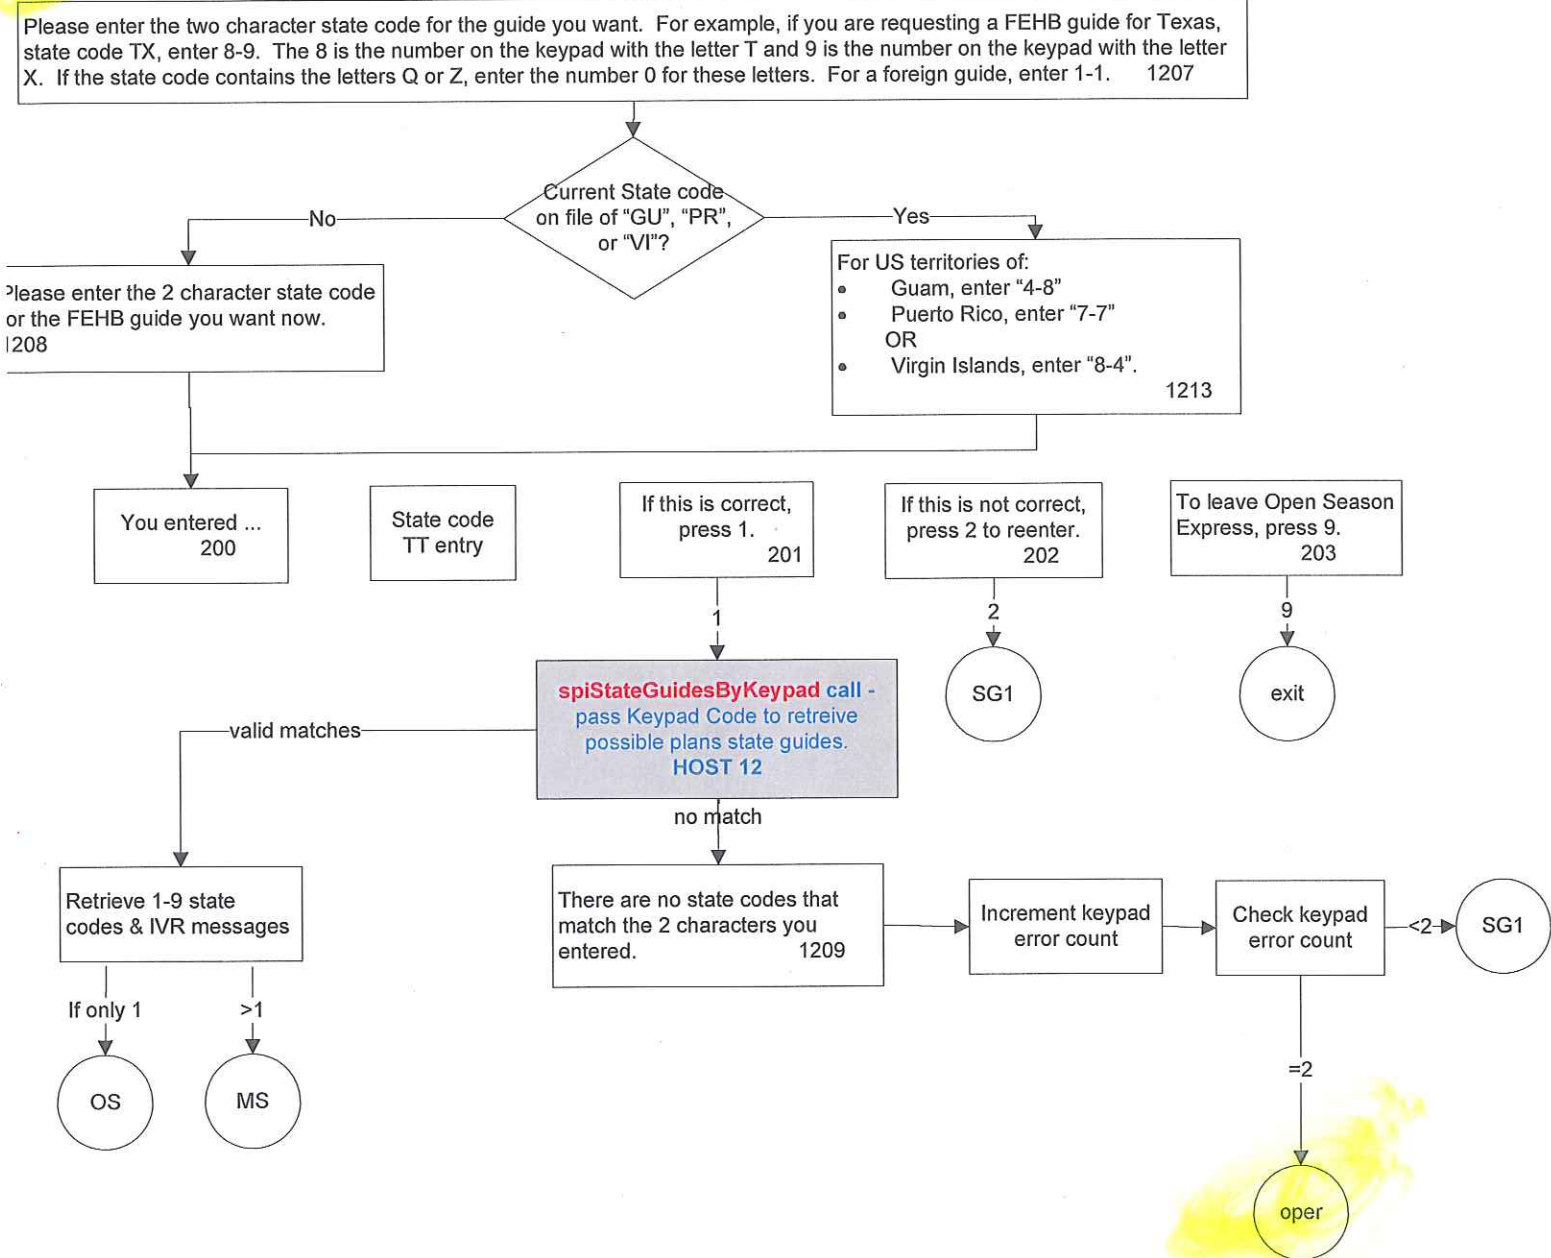 Please enter the two character state code for the guide you want.  For example, if you are requesting a FEHB guide for Texas,
state code TX, enter 8-9.  The 8 is the number on the keypad with the letter T and 9 is the number on the keypad with the letter
X.  If the state code contains the letters Q or Z, enter the number 0 for these letters.  For a foreign guide, enter 1-1.    1207
Current State code
on file of “GU”, “PR”,
or “VI”?
No
Yes
Please enter the 2 character state code
or the FEHB guide you want now.
1208
For US territories of:
• Guam, enter “4-8”
• Puerto Rico, enter “7-7”
OR
• Virgin Islands, enter “8-4”.
1213
You entered ...
200
State code
TT entry
If this is correct,
press 1.
201
If this is not correct,
press 2 to reenter.
202
To leave Open Season
Express, press 9.
203
1
2
9
spiStateGuidesByKeypad call -
pass Keypad Code to retreive
possible plans state guides.
HOST 12
SG1
exit
valid matches
no match
Retrieve 1-9 state
codes & IVR messages
There are no state codes that
match the 2 characters you
entered.    1209
Increment keypad
error count
Check keypad
error count
<2
SG1
If only 1
>1
=2
OS
MS
oper